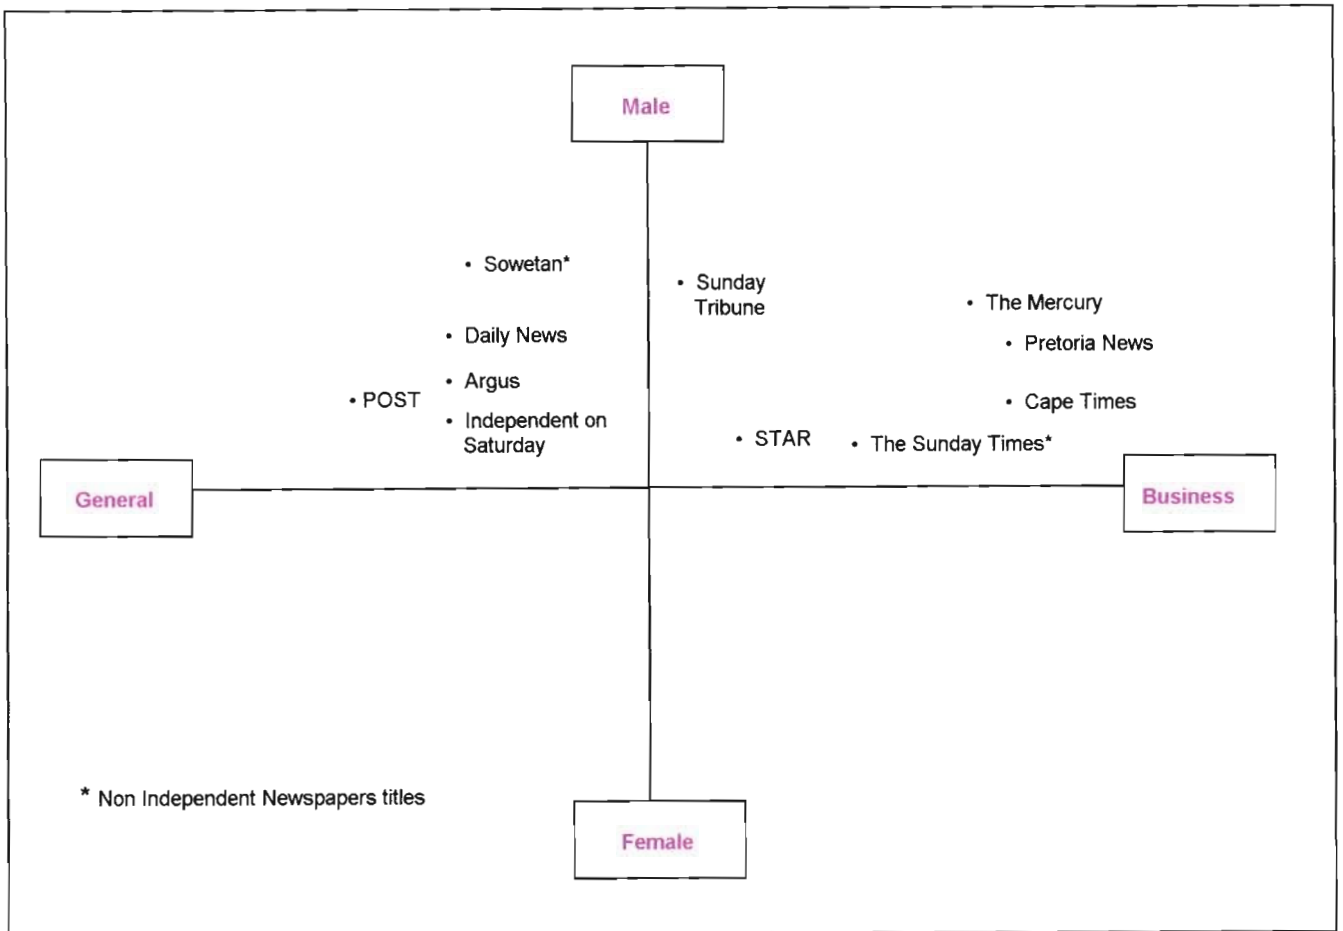 Male
• Sowetan*
• Sunday
Tribune
• The Mercury
• Daily News
• Pretoria News
• Argus
• POST
• Cape Times
• Independent on
Saturday
• STAR
• The Sunday Times*
General
Business
* Non Independent Newspapers titles
Female